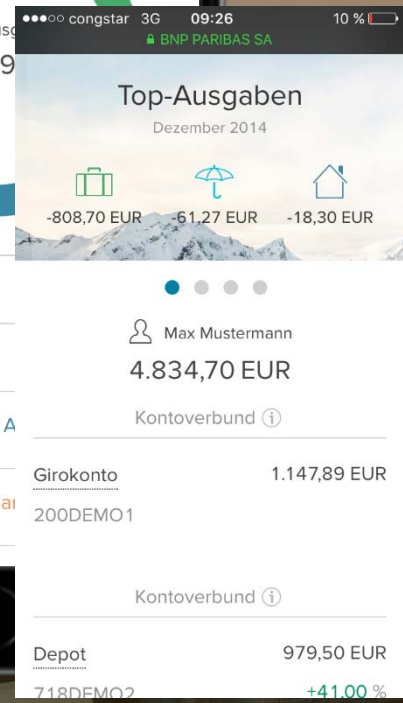 congstar 3G 09:26 10 %
BNP PARIBAS SA
Top-Ausgaben
Dezember 2014
-808,70 EUR -61,27 EUR -18,30 EUR
Max Mustermann
4.834,70 EUR
Kontoverbund
Girokonto 1.147,89 EUR
200DEMO1
Kontoverbund
Depot 979,50 EUR
718DEMO2 +41,00 %